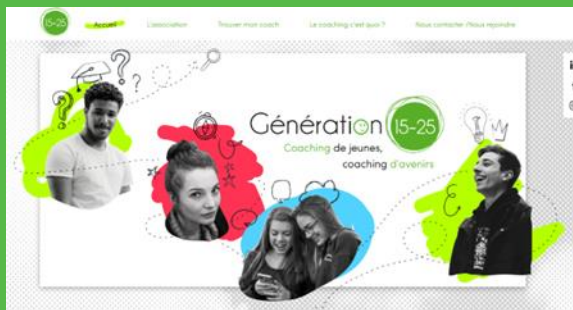 15-25
Accueil
L'association
Trouver mon coach
Le coaching c'est quoi ?
Nous contacter /Nous rejoindre
Génération 15-25
Coaching de jeunes,
coaching d'avenirs